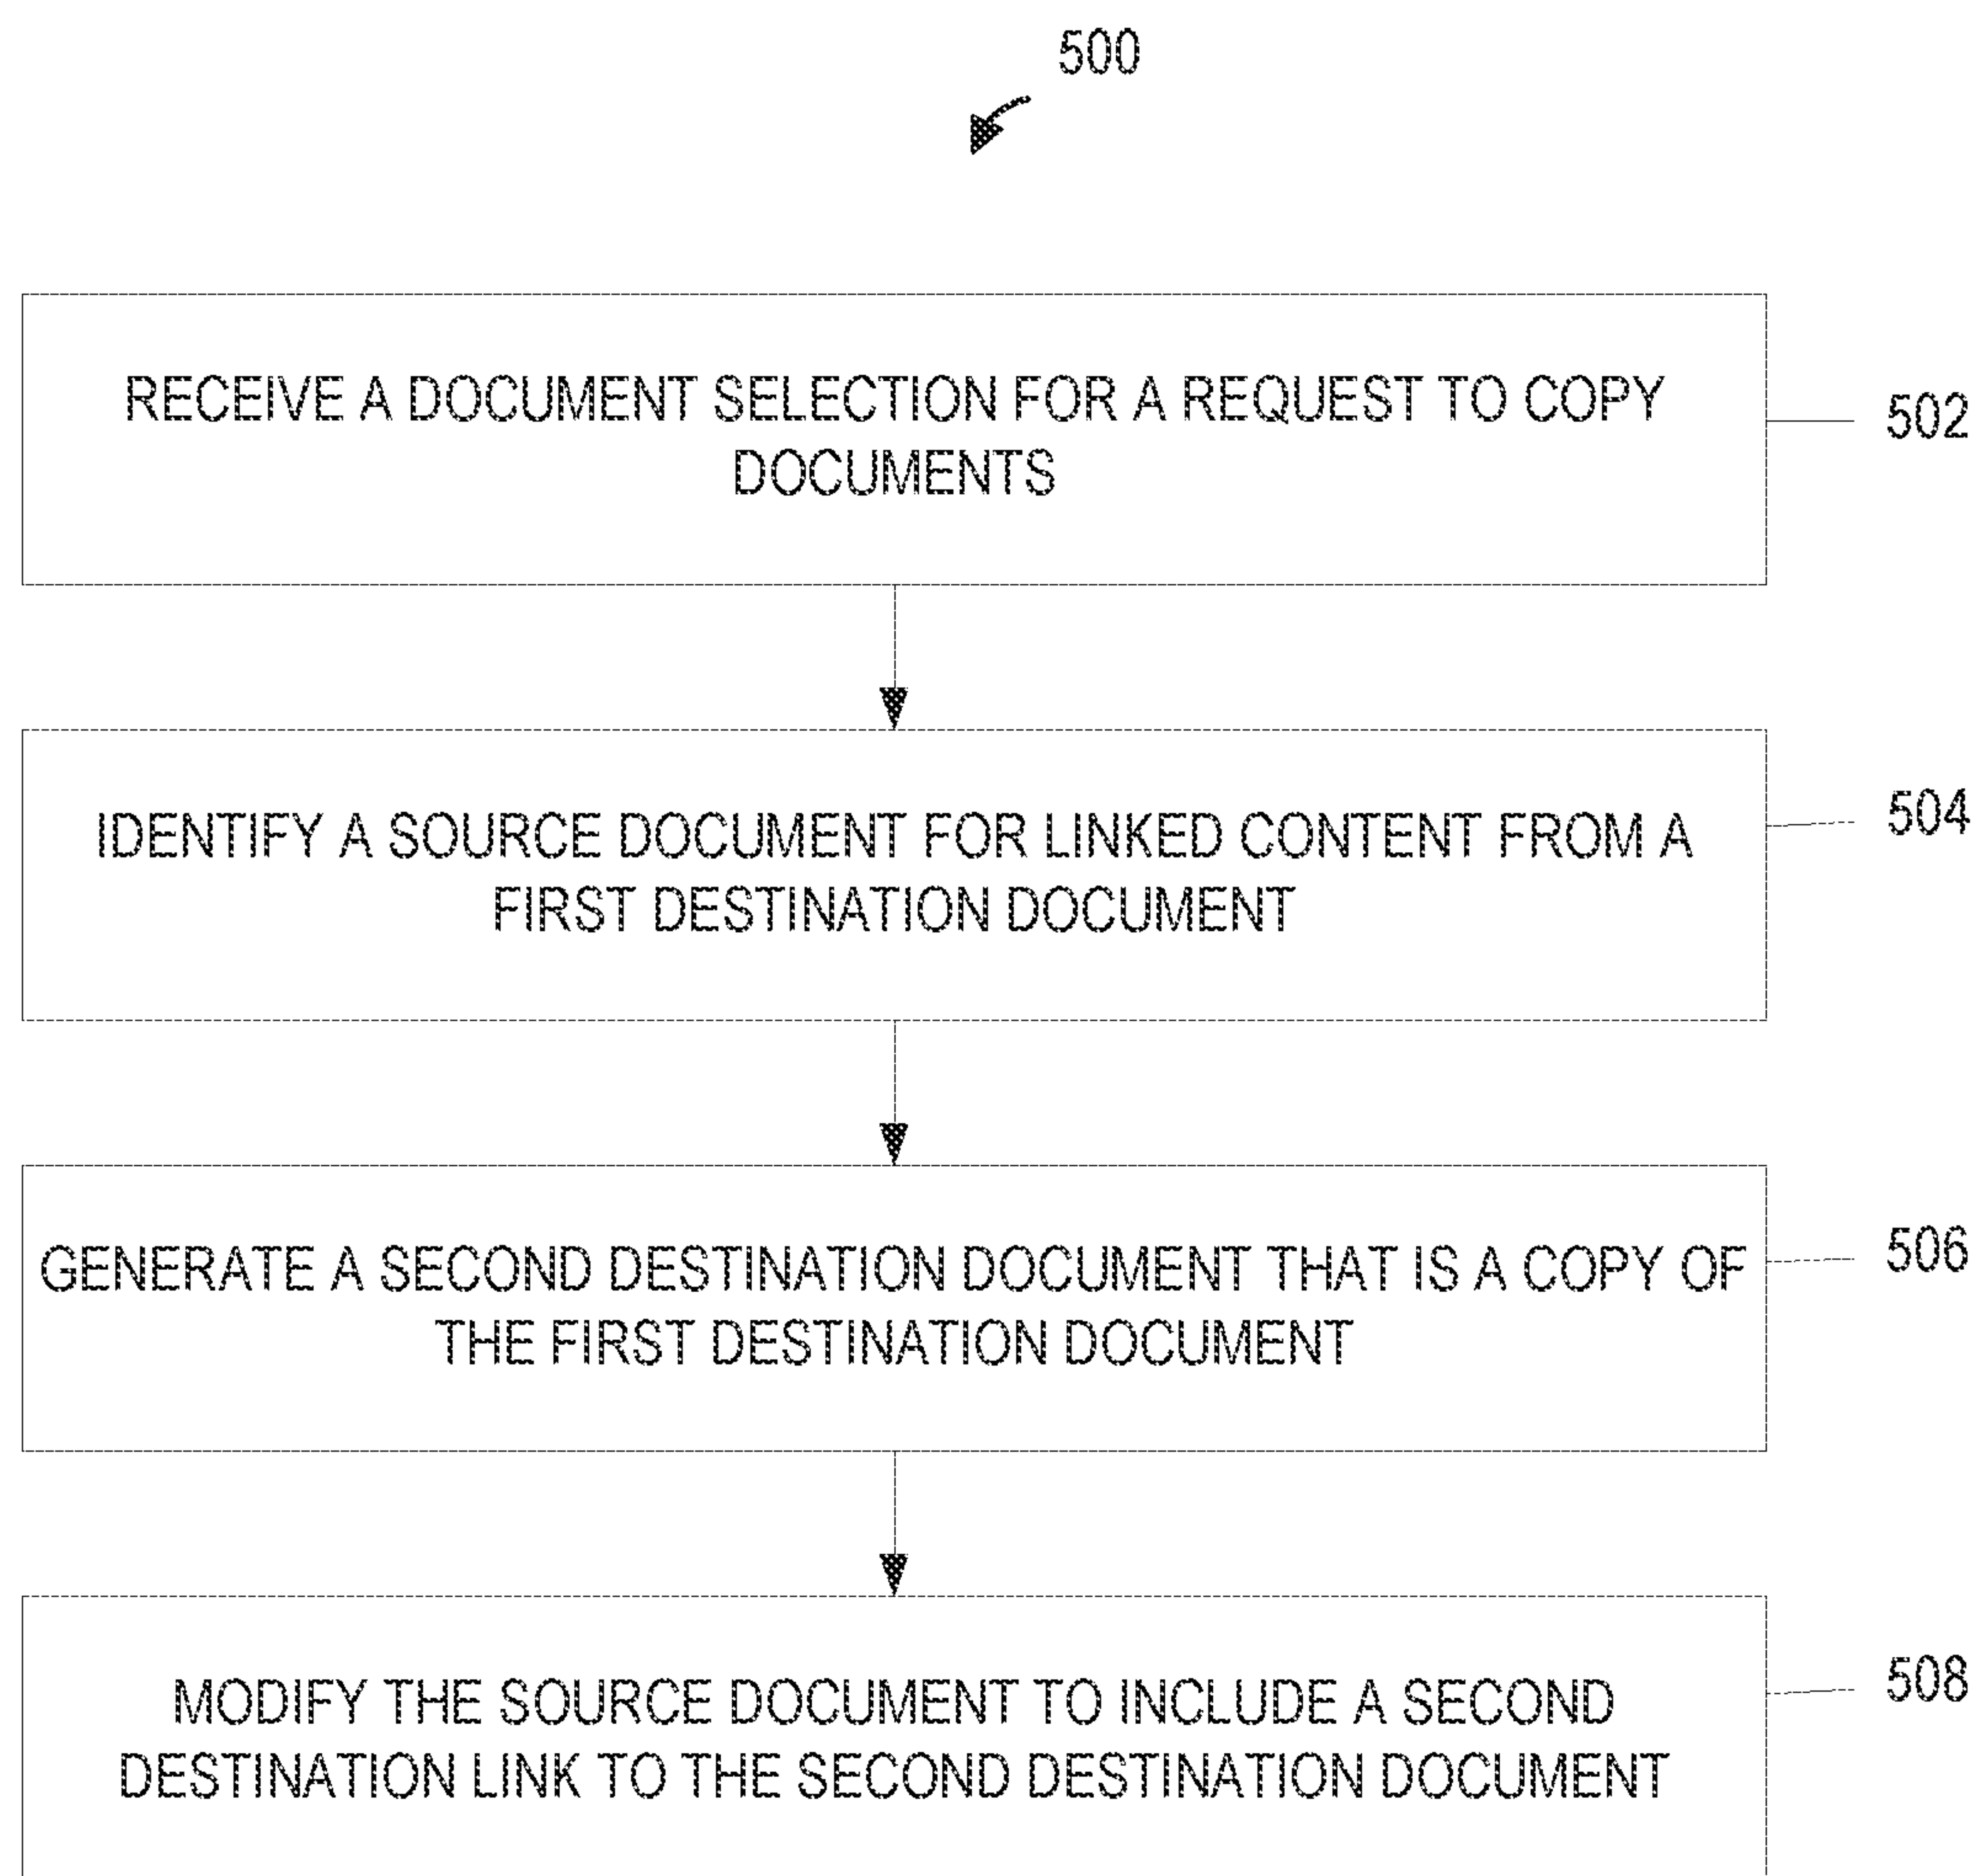 500
RECEIVE A DOCUMENT SELECTION FOR A REQUEST TO COPY
DOCUMENTS
502
IDENTIFY A SOURCE DOCUMENT FOR LINKED CONTENT FROM A
FIRST DESTINATION DOCUMENT
504
GENERATE A SECOND DESTINATION DOCUMENT THAT IS A COPY OF
THE FIRST DESTINATION DOCUMENT
506
MODIFY THE SOURCE DOCUMENT TO INCLUDE A SECOND
DESTINATION LINK TO THE SECOND DESTINATION DOCUMENT
508